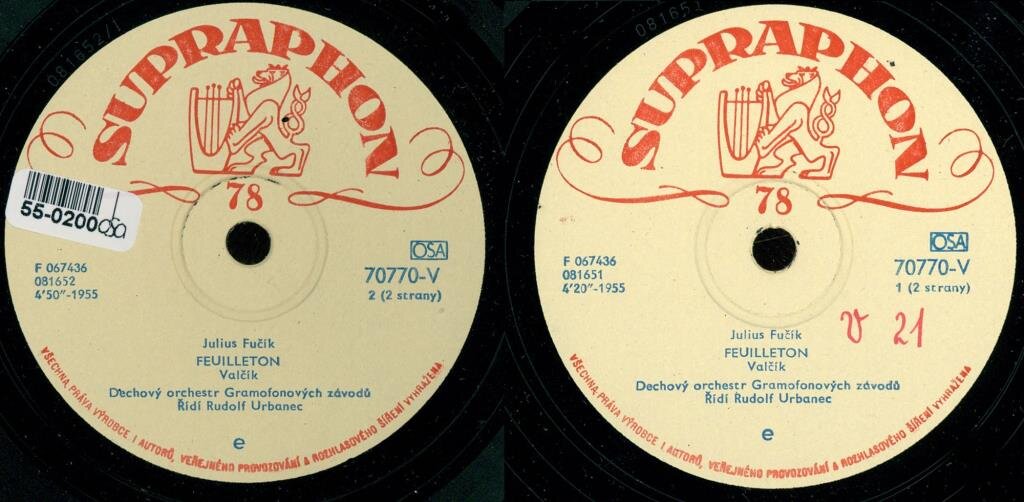 081652/1
SUPRAPHON
78
55-0200
osa
OSA
F 067436
081652
4'50"-1955
70770-V
2 (2 strany)
Julius Fučík
FEUILLETON
Valčík
Dechový orchestr Gramofonových závodů
Řídí Rudolf Urbanec
e
VŠECHNA PRÁVA VÝROBCE I AUTORŮ, VEŘEJNÉHO PROVOZOVÁNÍ A ROZHLASOVÉHO ŠÍŘENÍ VYHRAŽENA.
081651
SUPRAPHON
78
OSA
F 067436
081651
4'20"-1955
70770-V
1 (2 strany)
V 21
Julius Fučík
FEUILLETON
Valčík
Dechový orchestr Gramofonových závodů
Řídí Rudolf Urbanec
e
VŠECHNA PRÁVA VÝROBCE I AUTORŮ, VEŘEJNÉHO PROVOZOVÁNÍ A ROZHLASOVÉHO ŠÍŘENÍ VYHRAŽENA.